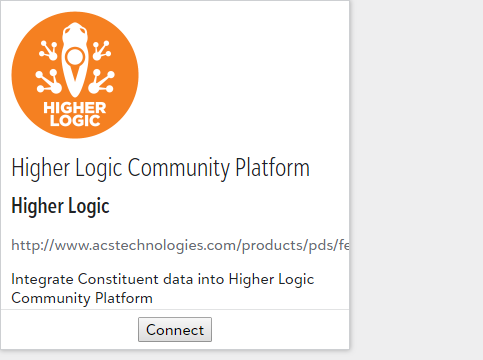 HIGHER
LOGIC
Higher Logic Community Platform
Higher Logic
http://www.acstechnologies.com/products/pds/fe
Integrate Constituent data into Higher Logic
Community Platform
Connect